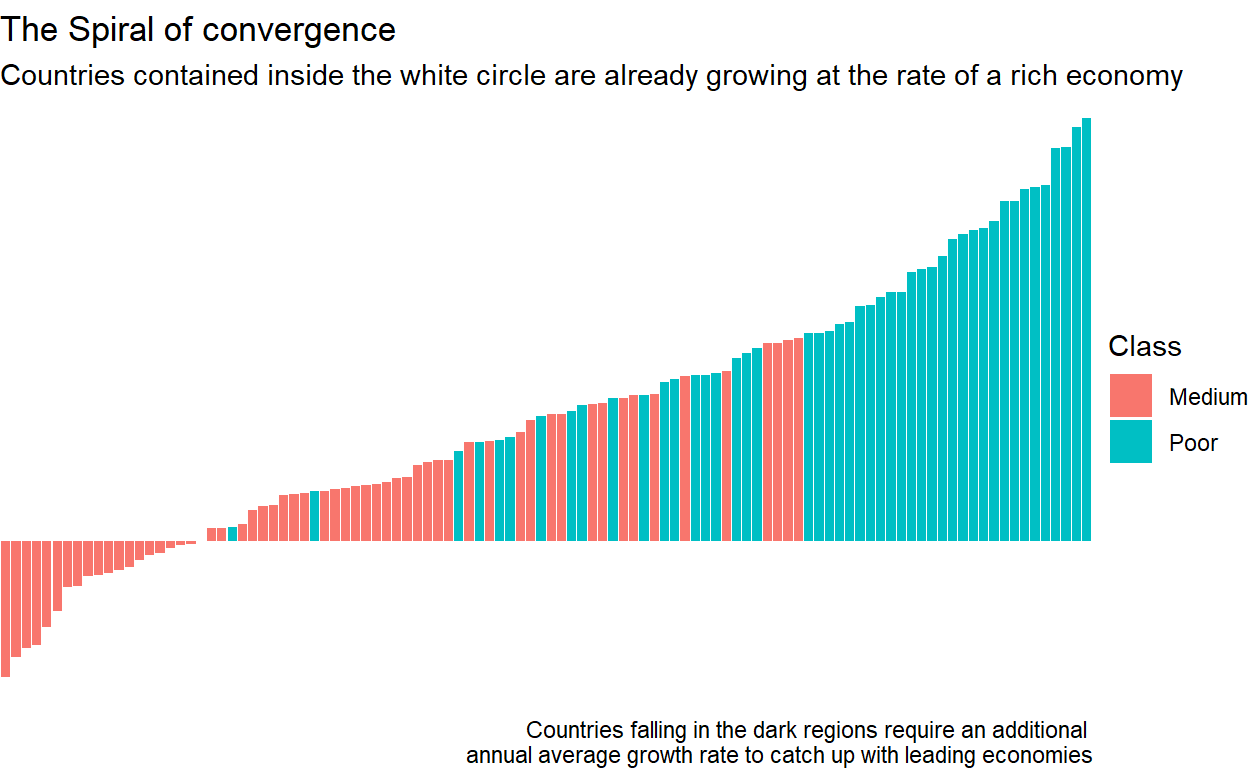 The Spiral of convergence
Countries contained inside the white circle are already growing at the rate of a rich economy
Class
Medium
Poor
Countries falling in the dark regions require an additional
annual average growth rate to catch up with leading economies